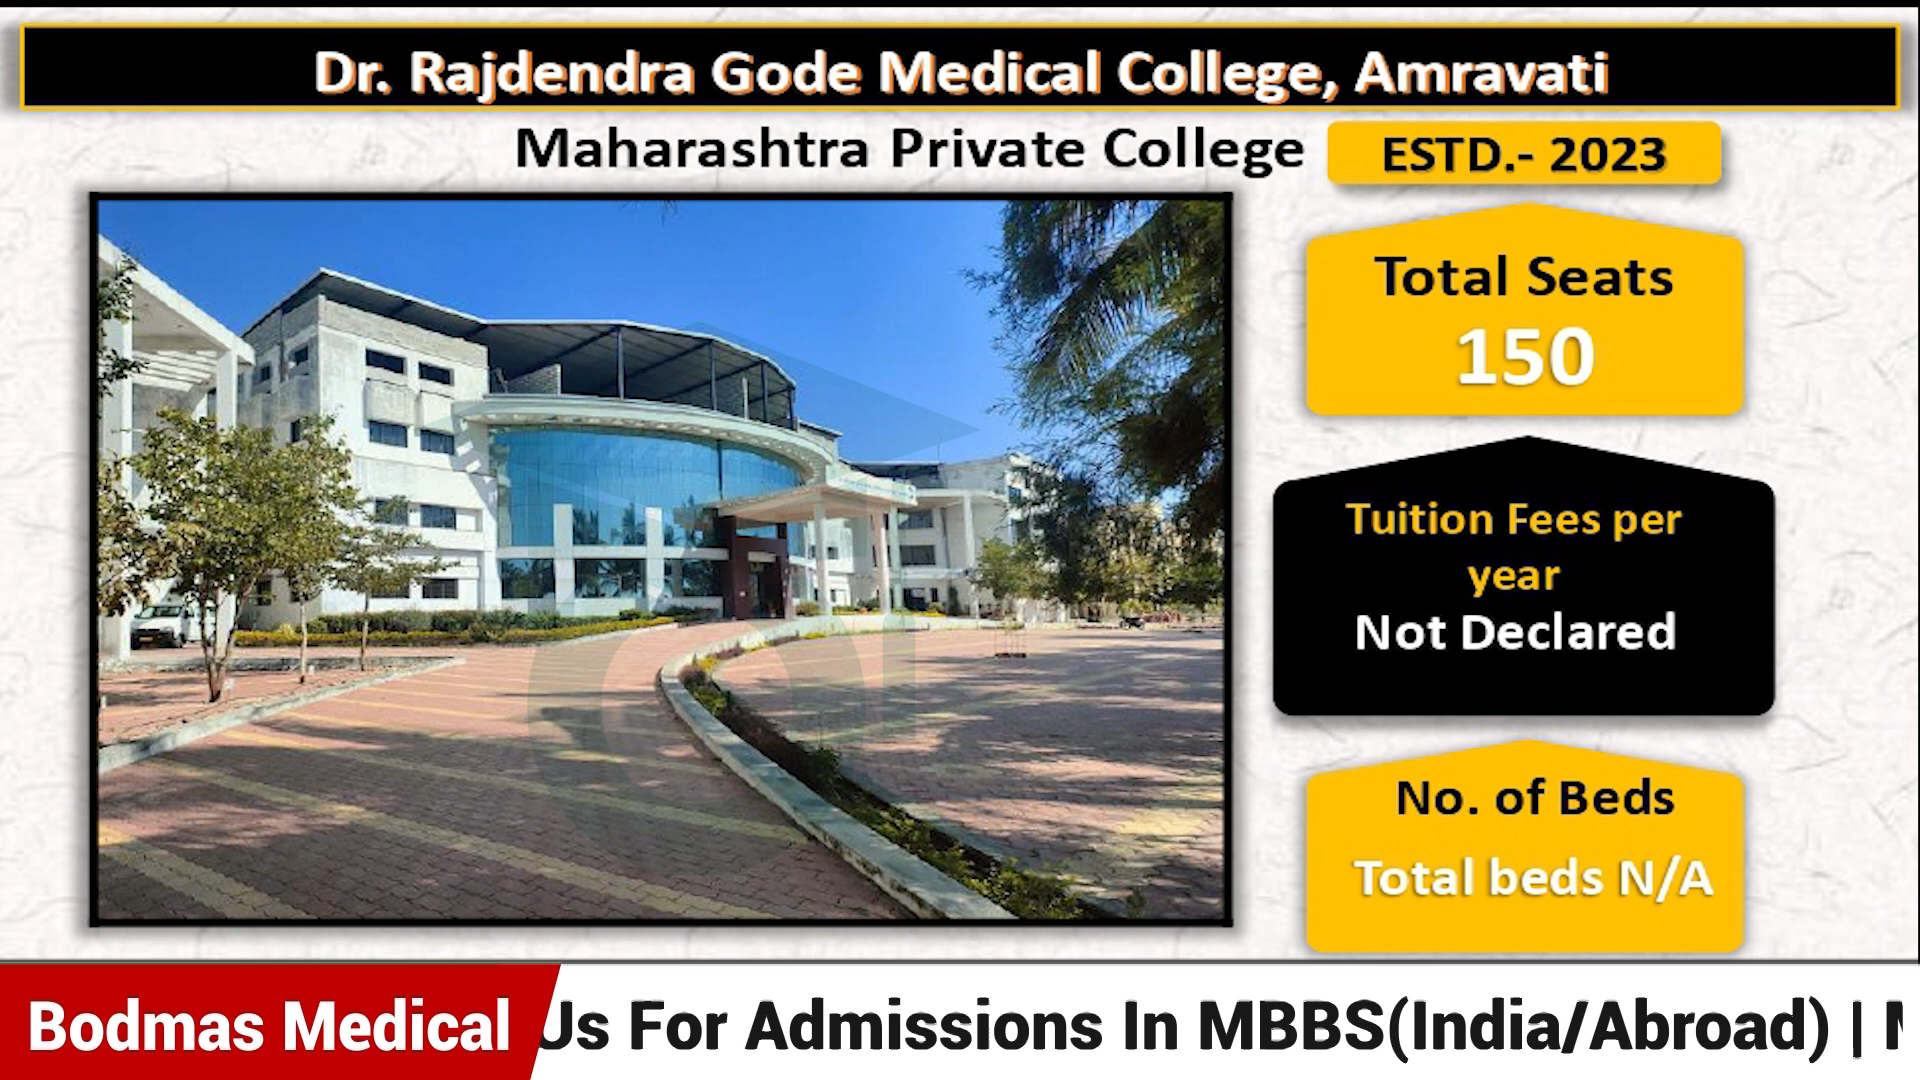 Dr. Rajdendra Gode Medical College, Amravati
Maharashtra Private College
ESTD.- 2023
Total Seats
150
Tuition Fees per
year
Not Declared
No. of Beds
Total beds N/A
Bodmas Medical
Us For Admissions In MBBS(India/Abroad) |